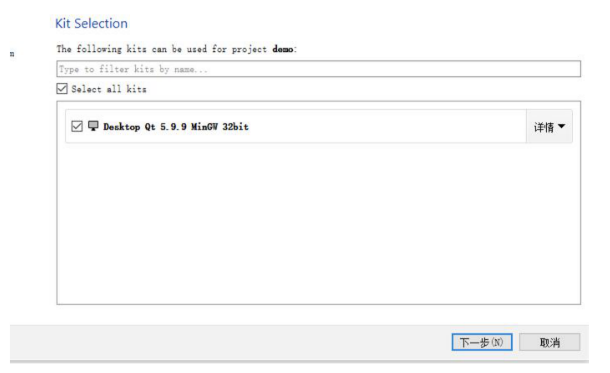 Kit Selection
The following kits can be used for project demo:
n
Type to filter kits by name...
Select all kits
Desktop Qt 5.9.9 MinGW 32bit 详情
下一步(N) 取消